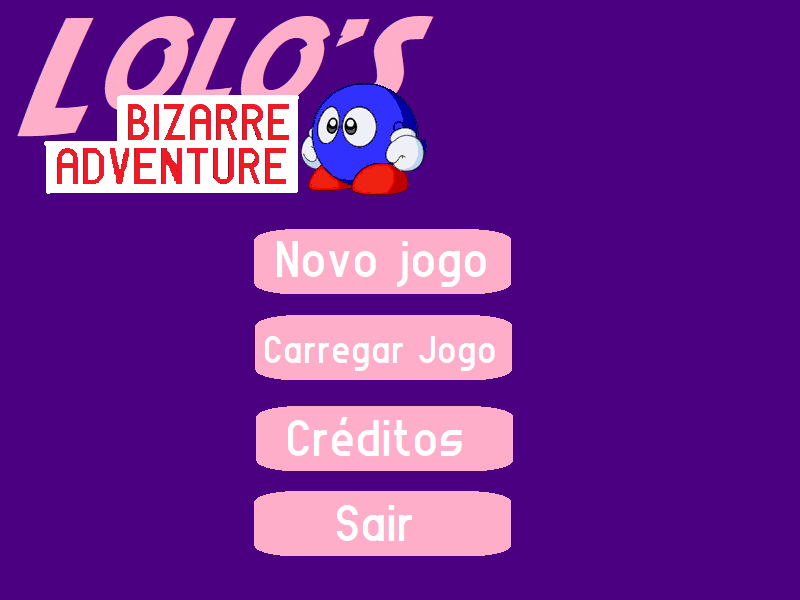 LOLO'S
BIZARRE
ADVENTURE
Novo jogo
Carregar Jogo
Créditos
Sair